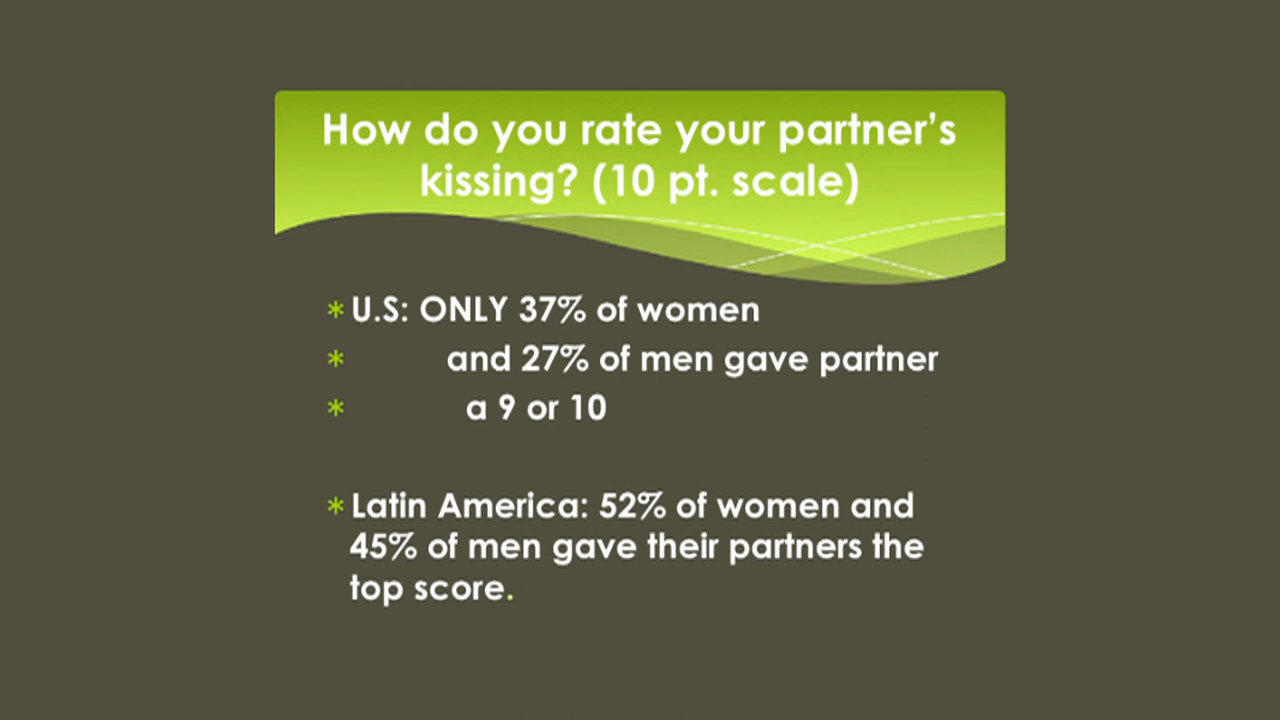 How do you rate your partner’s
kissing? (10 pt. scale)
* U.S: ONLY 37% of women
* and 27% of men gave partner
* a 9 or 10
* Latin America: 52% of women and
45% of men gave their partners the
top score.